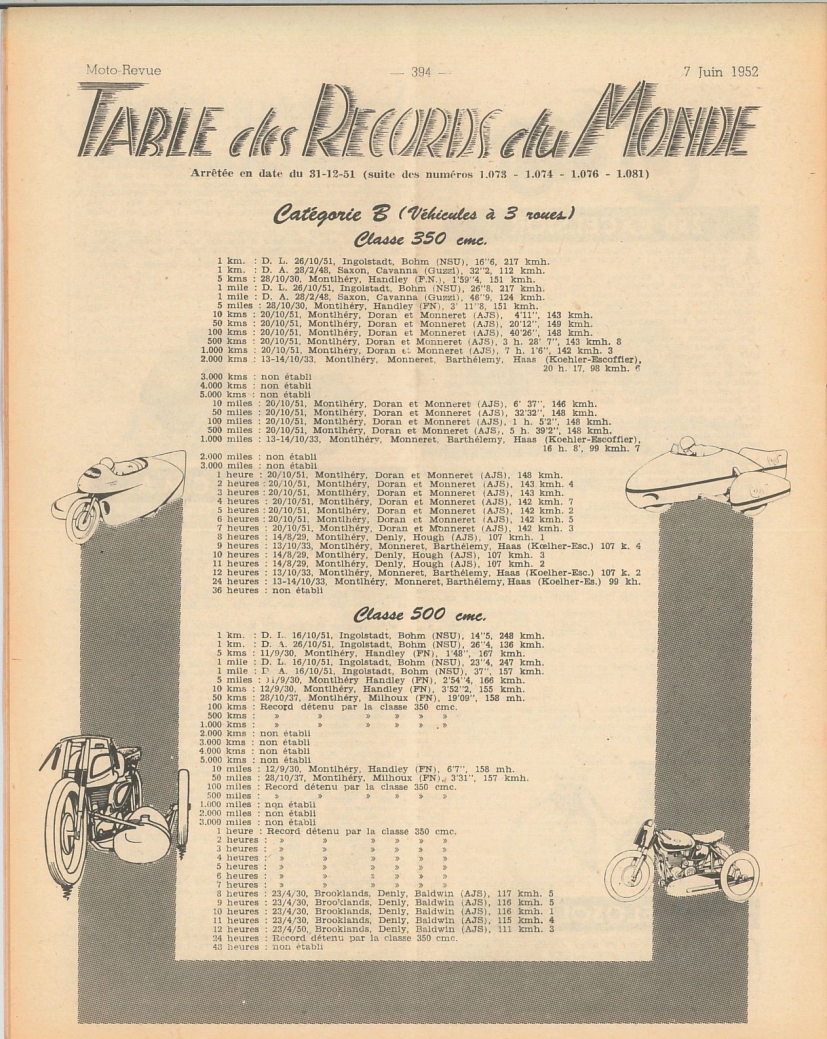 Moto-Revue — 394 — 7 Juin 1952
TABLE des RECORDS du MONDE
Arrêtée en date du 31-12-51 (suite des numéros 1.073 - 1.074 - 1.076 - 1.081)
Catégorie B (Véhicules à 3 roues)
Classe 350 cmc.
1 km. : D. L. 26/10/51, Ingolstadt, Bohm (NSU), 16"6, 217 kmh.
1 km. : D. A. 28/2/48, Saxon, Cavanna (Guzzi), 32"2, 112 kmh.
5 kms : 28/10/30, Montlhéry, Handley (F.N.), 1'59"4, 151 kmh.
1 mile : D. L. 26/10/51, Ingolstadt, Bohm (NSU), 26"8, 217 kmh.
1 mile : D. A. 28/2/48, Saxon, Cavanna (Guzzi), 46"9, 124 kmh.
5 miles : 28/10/30, Montlhéry, Handley (FN), 3' 11"8, 151 kmh.
10 kms : 20/10/51, Montlhéry, Doran et Monneret (AJS), 4'11", 143 kmh.
50 kms : 20/10/51, Montlhéry, Doran et Monneret (AJS), 20'12", 149 kmh.
100 kms : 20/10/51, Montlhéry, Doran et Monneret (AJS), 40'26", 148 kmh.
500 kms : 20/10/51, Montlhéry, Doran et Monneret (AJS), 3 h. 28' 7", 143 kmh. 8
1.000 kms : 20/10/51, Montlhéry, Doran et Monneret (AJS), 7 h. 1'6", 142 kmh. 3
2.000 kms : 13-14/10/33, Montlhéry, Monneret, Barthélemy, Haas (Koehler-Escoffier),
20 h. 17, 98 kmh. 6
3.000 kms : non établi
4.000 kms : non établi
5.000 kms : non établi
10 miles : 20/10/51, Montlhéry, Doran et Monneret (AJS), 6' 37", 146 kmh.
50 miles : 20/10/51, Montlhéry, Doran et Monneret (AJS), 32'32", 148 kmh.
100 miles : 20/10/51, Montlhéry, Doran et Monneret (AJS), 1 h. 5'2", 148 kmh.
500 miles : 20/10/51, Montlhéry, Doran et Monneret (AJS), 5 h. 39'2", 148 kmh.
1.000 miles : 13-14/10/33, Montlhéry, Monneret, Barthélemy, Haas (Koehler-Escoffier),
16 h. 8', 99 kmh. 7
2.000 miles : non établi
3.000 miles : non établi
1 heure : 20/10/51, Montlhéry, Doran et Monneret (AJS), 148 kmh.
2 heures : 20/10/51, Montlhéry, Doran et Monneret (AJS), 143 kmh. 4
3 heures : 20/10/51, Montlhéry, Doran et Monneret (AJS), 143 kmh.
4 heures : 20/10/51, Montlhéry, Doran et Monneret (AJS), 142 kmh. 7
5 heures : 20/10/51, Montlhéry, Doran et Monneret (AJS), 142 kmh. 2
6 heures : 20/10/51, Montlhéry, Doran et Monneret (AJS), 142 kmh. 5
7 heures : 20/10/51, Montlhéry, Doran et Monneret (AJS), 142 kmh. 3
8 heures : 14/8/29, Montlhéry, Denly, Hough (AJS), 107 kmh. 1
9 heures : 13/10/33, Montlhéry, Monneret, Barthélemy, Haas (Kœlher-Esc.) 107 k. 4
10 heures : 14/8/29, Montlhéry, Denly, Hough (AJS), 107 kmh. 3
11 heures : 14/8/29, Montlhéry, Denly, Hough (AJS), 107 kmh. 2
12 heures : 13/10/33, Montlhéry, Monneret, Barthélemy, Haas (Koelher-Esc.) 107 k. 2
24 heures : 13-14/10/33, Montlhéry, Monneret, Barthélemy, Haas (Koelher-Es.) 99 kh.
36 heures : non établi
Classe 500 cmc.
1 km. : D. L. 16/10/51, Ingolstadt, Bohm (NSU), 14"5, 248 kmh.
1 km. : D. A. 26/10/51, Ingolstadt, Bohm (NSU), 26"4, 136 kmh.
5 kms : 11/9/30, Montlhéry, Handley (FN), 1'48", 167 kmh.
1 mile : D. L. 16/10/51, Ingolstadt, Bohm (NSU), 23"4, 247 kmh.
1 mile : D A. 16/10/51, Ingolstadt, Bohm (NSU), 37", 157 kmh.
5 miles : 11/9/30, Montlhéry Handley (FN), 2'54"4, 166 kmh.
10 kms : 12/9/30, Montlhéry, Handley (FN), 3'52"2, 155 kmh.
50 kms : 28/10/37, Montlhéry, Milhoux (FN), 19'09", 158 mh.
100 kms : Record détenu par la classe 350 cmc.
500 kms : » » » » » »
1.000 kms : » » » » » »
2.000 kms : non établi
3.000 kms : non établi
4.000 kms : non établi
5.000 kms : non établi
10 miles : 12/9/30, Montlhéry, Handley (FN), 6'7", 158 mh.
50 miles : 28/10/37, Montlhéry, Milhoux (FN), 3'31", 157 kmh.
100 miles : Record détenu par la classe 350 cmc.
500 miles : » » » » » »
1.000 miles : non établi
2.000 miles : non établi
3.000 miles : non établi
1 heure : Record détenu par la classe 350 cmc.
2 heures : » » » » » »
3 heures : » » » » » »
4 heures : » » » » » »
5 heures : » » » » » »
6 heures : » » » » » »
7 heures : » » » » » »
8 heures : 23/4/30, Brooklands, Denly, Baldwin (AJS), 117 kmh. 5
9 heures : 23/4/30, Brooklands, Denly, Baldwin (AJS), 116 kmh. 5
10 heures : 23/4/30, Brooklands, Denly, Baldwin (AJS), 116 kmh. 1
11 heures : 23/4/30, Brooklands, Denly, Baldwin (AJS), 115 kmh. 4
12 heures : 23/4/50, Brooklands, Denly, Baldwin (AJS), 111 kmh. 3
24 heures : Record détenu par la classe 350 cmc.
43 heures : non établi